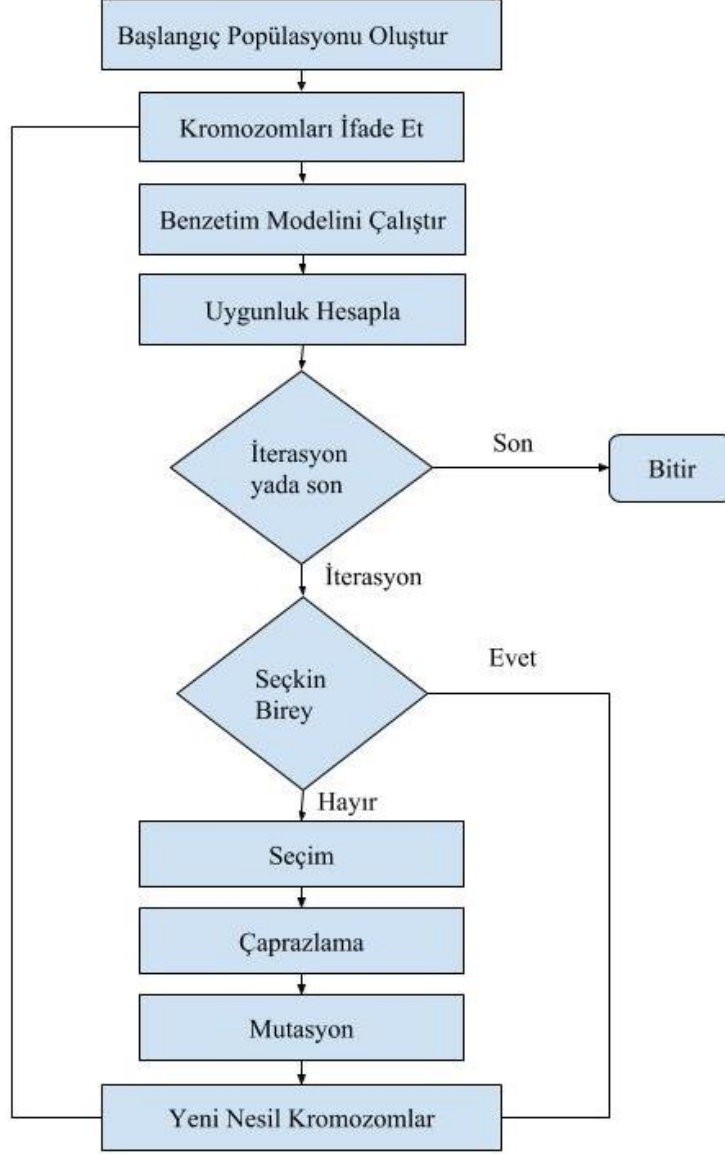 Başlangıç Popülasyonu Oluştur
Kromozomları İfade Et
Benzetim Modelini Çalıştır
Uygunluk Hesapla
İterasyon
yada son
Son
Bitir
İterasyon
Seçkin
Birey
Evet
Hayır
Seçim
Çaprazlama
Mutasyon
Yeni Nesil Kromozomlar